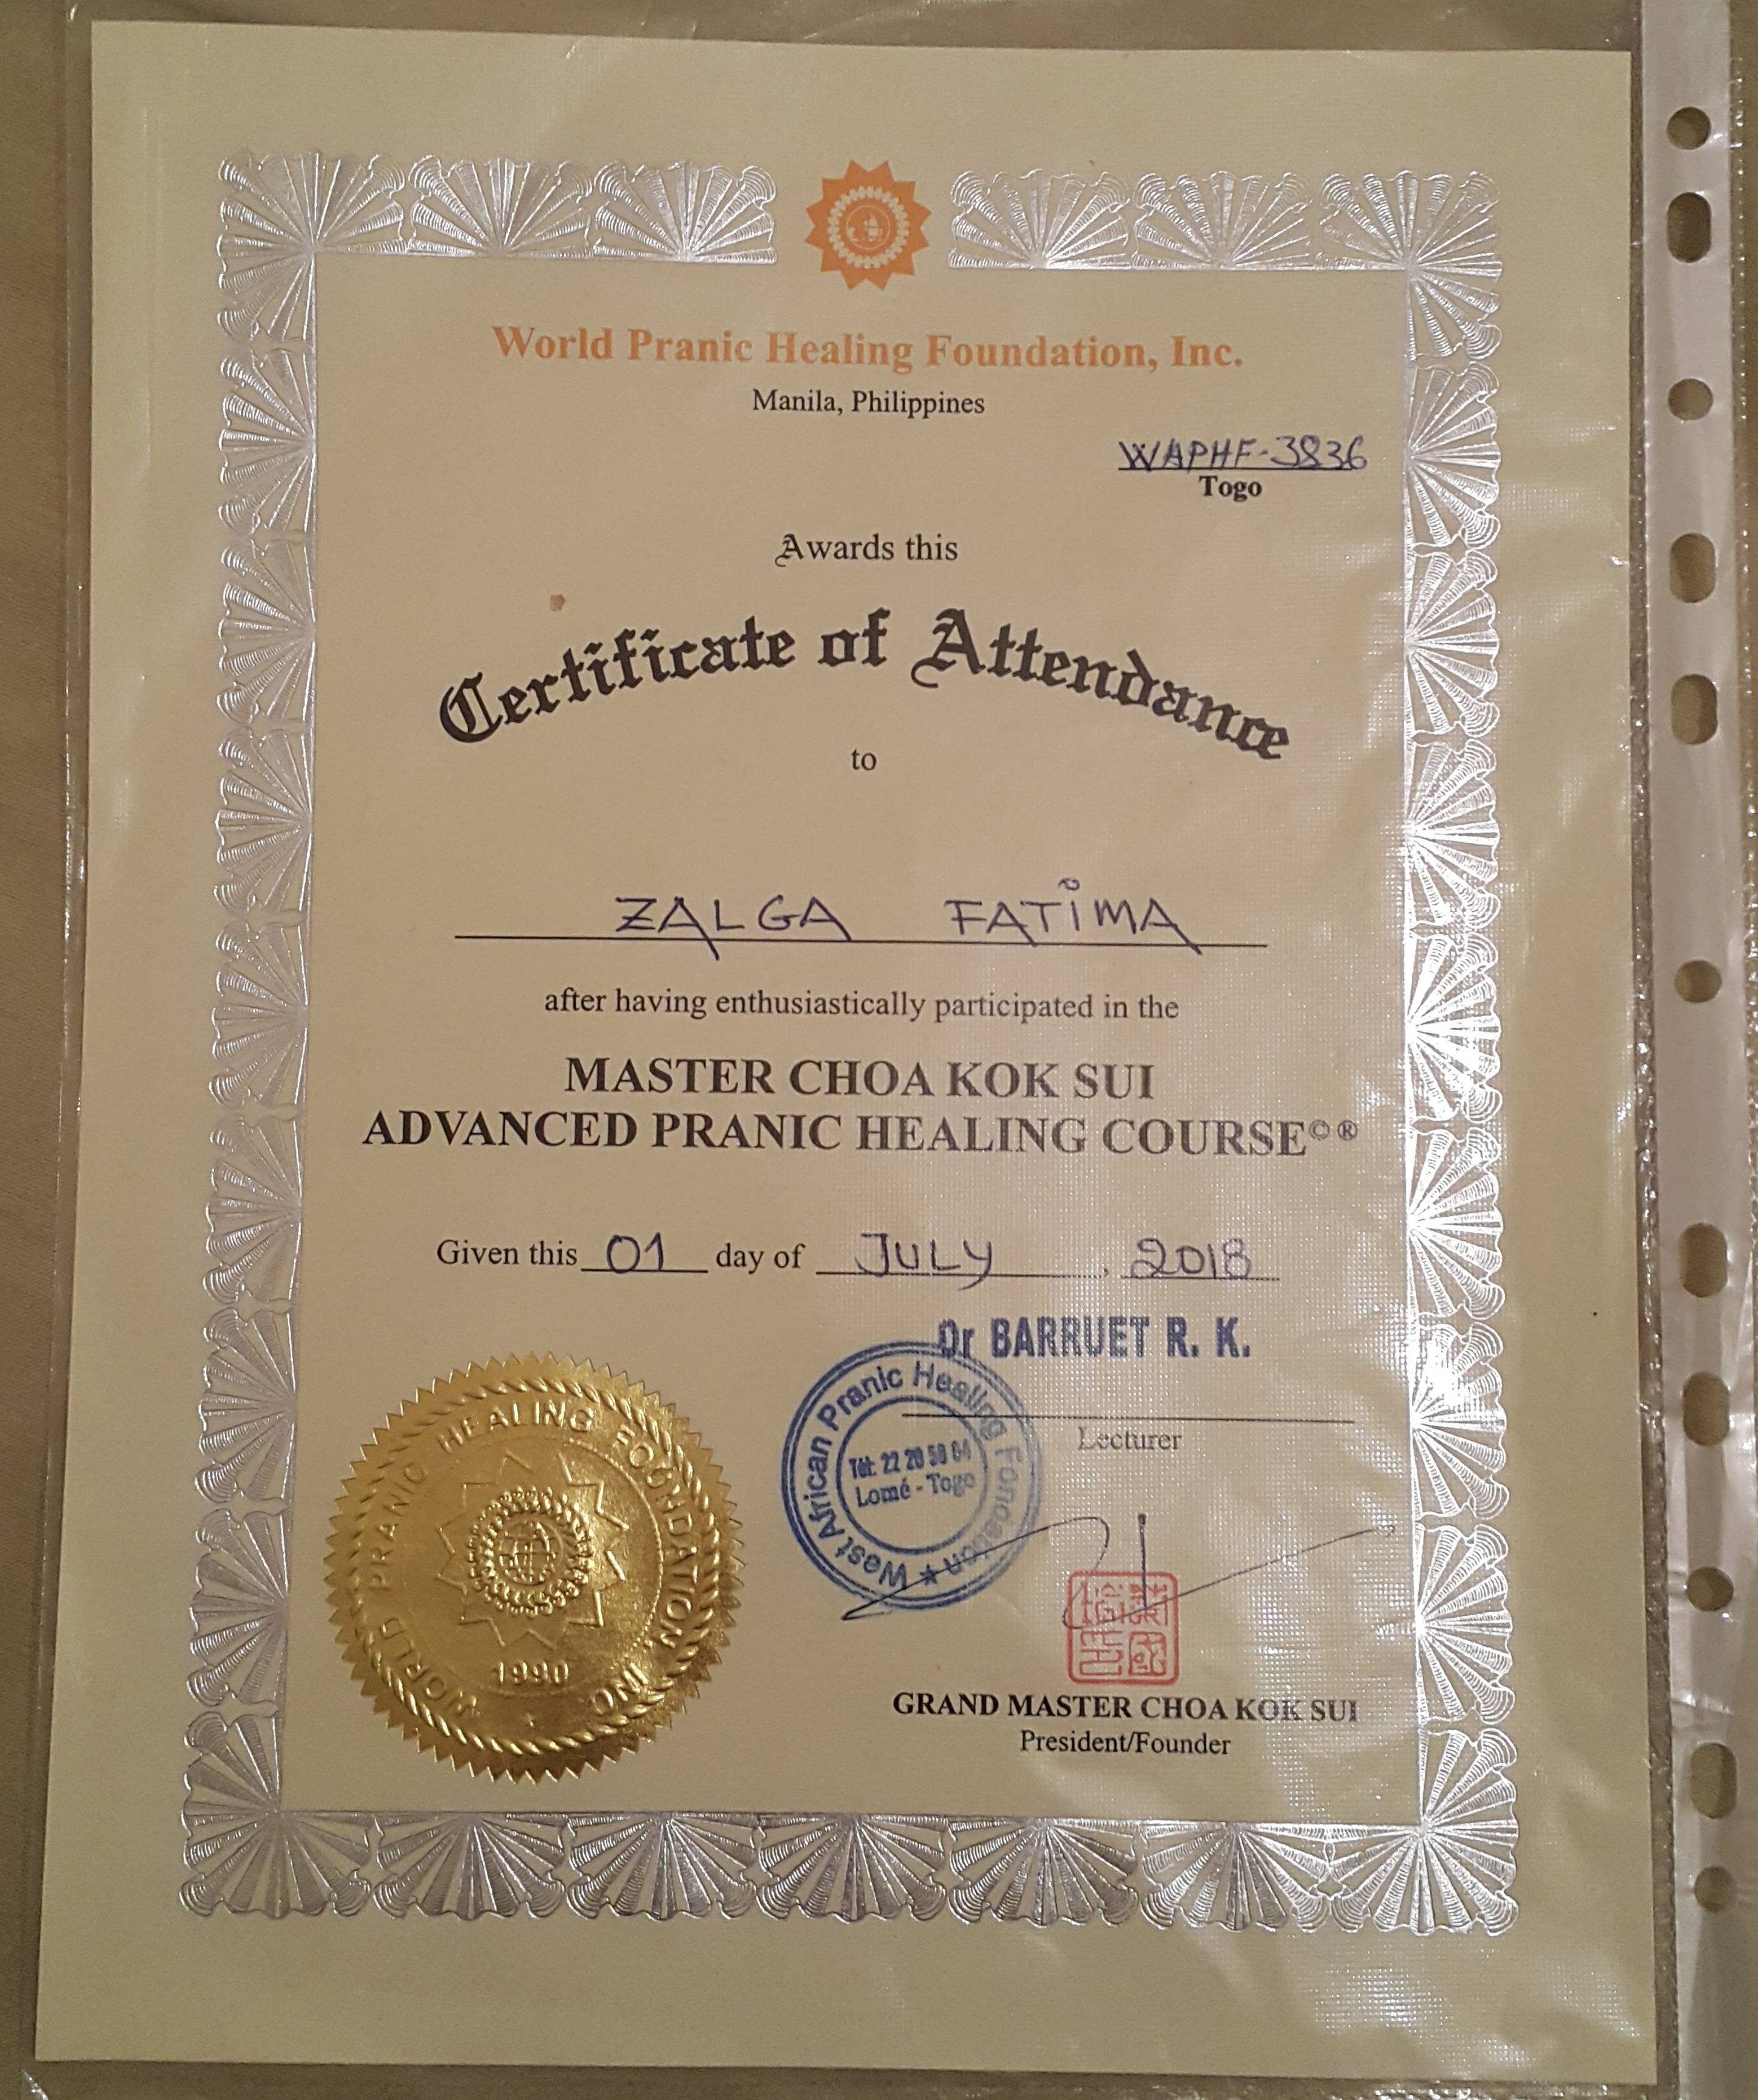 World Pranic Healing Foundation, Inc.
Manila, Philippines
WAPHF-3836
Togo
Awards this
Certificate of Attendance
to
ZALGA FATIMA
after having enthusiastically participated in the
MASTER CHOA KOK SUI
ADVANCED PRANIC HEALING COURSE©®
Given this 01 day of JULY, 2018
Dr BARRUET R. K.
Lecturer
West African Pranic Healing Fondation ★
Tél: 22 20 50 04
Lomé - Togo
WORLD PRANIC HEALING FOUNDATION, INC.
1990
GRAND MASTER CHOA KOK SUI
President/Founder